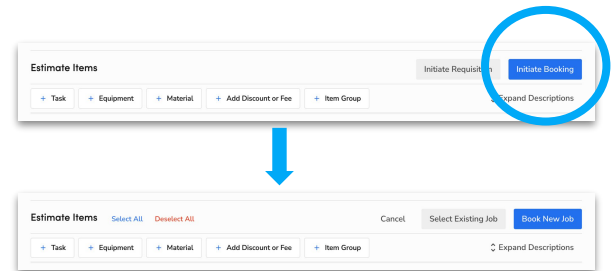 Estimate Items Initiate Requisition Initiate Booking
+ Task + Equipment + Material + Add Discount or Fee + Item Group Expand Descriptions
Estimate Items Select All Deselect All Cancel Select Existing Job Book New Job
+ Task + Equipment + Material + Add Discount or Fee + Item Group Expand Descriptions